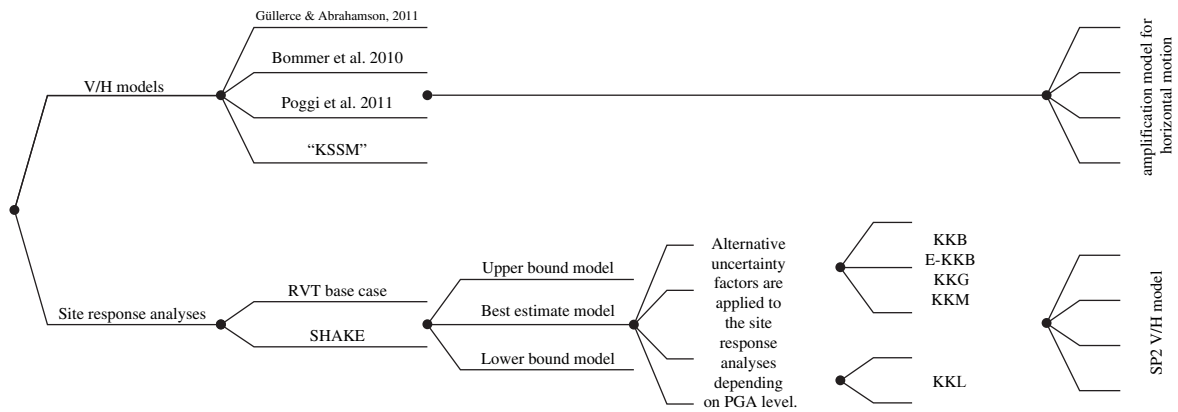 Güllerce & Abrahamson, 2011
Bommer et al. 2010
V/H models
Poggi et al. 2011
“KSSM”
amplification model for
horizontal motion
Site response analyses
RVT base case
SHAKE
Upper bound model
Best estimate model
Lower bound model
Alternative
uncertainty
factors are
applied to
the site
response
analyses
depending
on PGA level,
KKB
E-KKB
KKG
KKM
KKL
SP2 V/H model